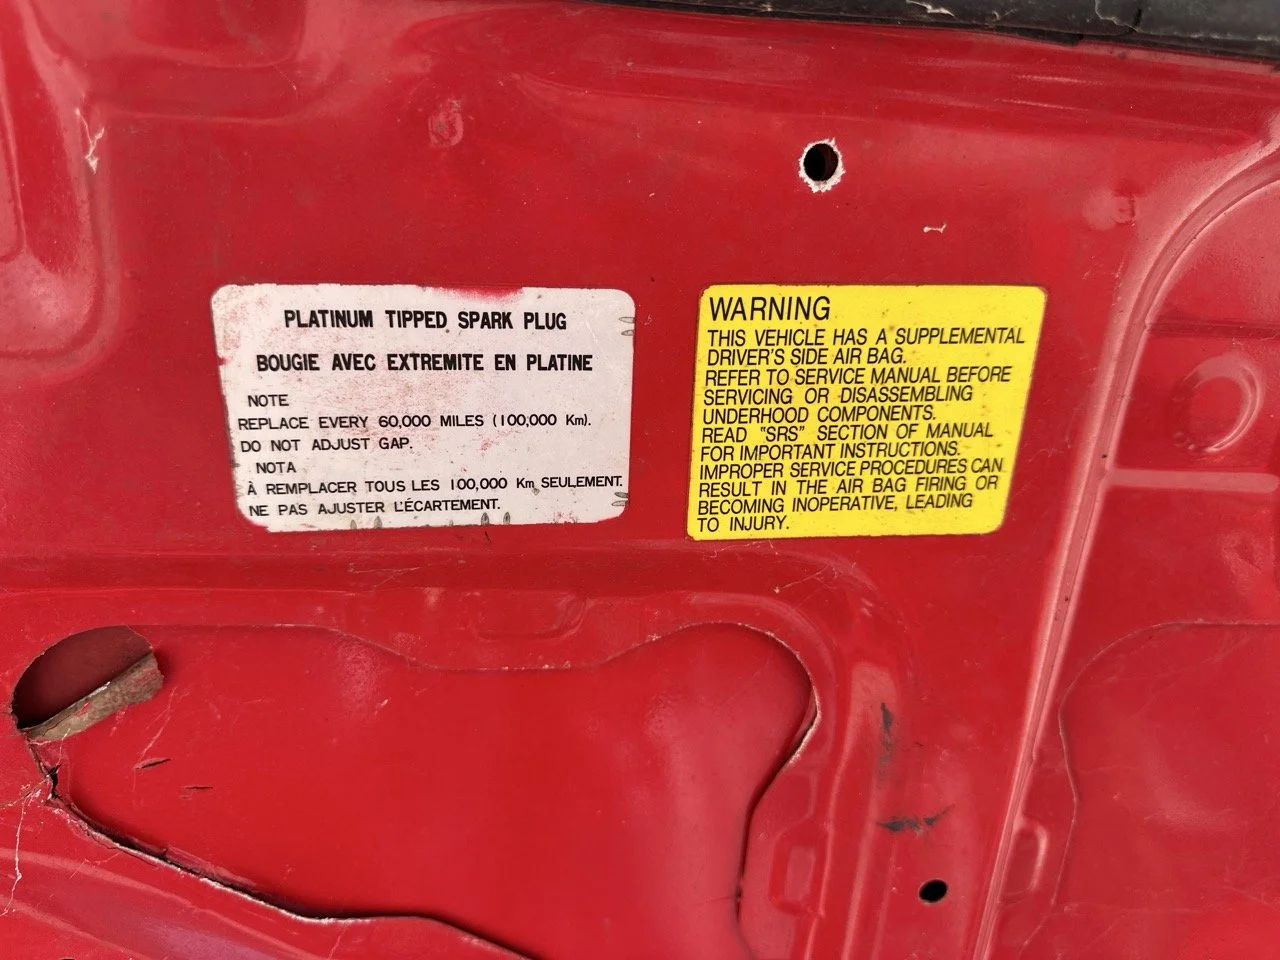 PLATINUM TIPPED SPARK PLUG
BOUGIE AVEC EXTREMITE EN PLATINE
NOTE
REPLACE EVERY 60,000 MILES (100,000 Km).
DO NOT ADJUST GAP.
NOTA
À REMPLACER TOUS LES 100,000 Km SEULEMENT.
NE PAS AJUSTER L'ÉCARTEMENT.
WARNING
THIS VEHICLE HAS A SUPPLEMENTAL
DRIVER'S SIDE AIR BAG.
REFER TO SERVICE MANUAL BEFORE
SERVICING OR DISASSEMBLING
UNDERHOOD COMPONENTS.
READ "SRS" SECTION OF MANUAL
FOR IMPORTANT INSTRUCTIONS.
IMPROPER SERVICE PROCEDURES CAN
RESULT IN THE AIR BAG FIRING OR
BECOMING INOPERATIVE, LEADING
TO INJURY.